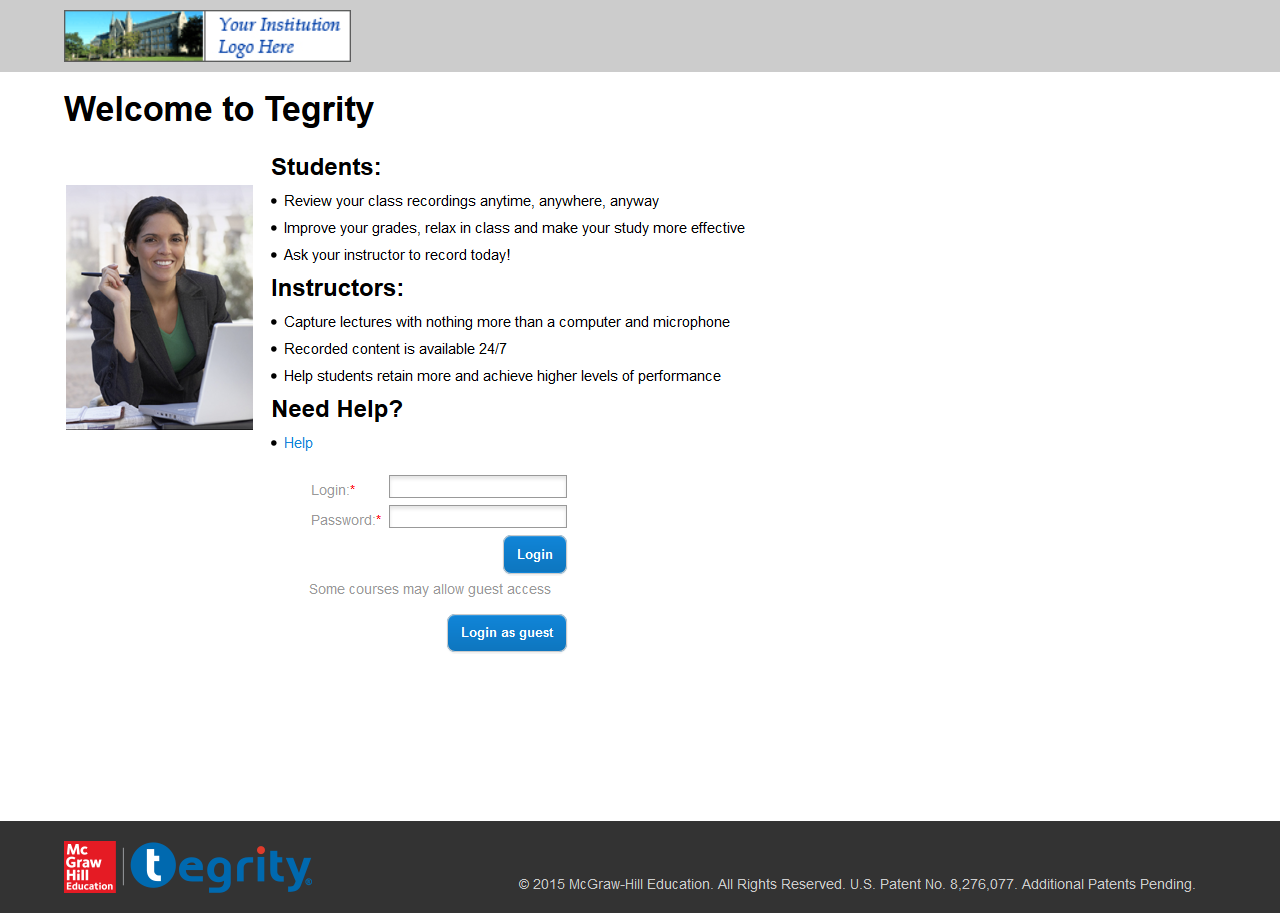 Your Institution
Logo Here
Welcome to Tegrity
Students:
Review your class recordings anytime, anywhere, anyway
Improve your grades, relax in class and make your study more effective
Ask your instructor to record today!
Instructors:
Capture lectures with nothing more than a computer and microphone
Recorded content is available 24/7
Help students retain more and achieve higher levels of performance
Need Help?
Help
Login:*
Password:*
Login
Some courses may allow guest access
Login as guest
Mc
Graw
Hill
Education
tegrity®
© 2015 McGraw-Hill Education. All Rights Reserved. U.S. Patent No. 8,276,077. Additional Patents Pending.